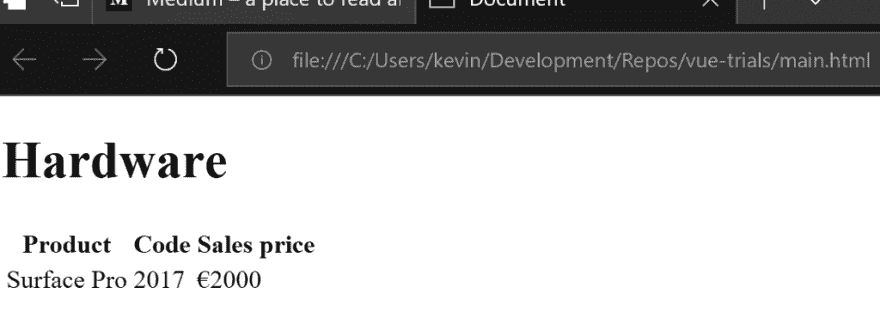 M Medium – a place to read a
Document
file:///C:/Users/kevin/Development/Repos/vue-trials/main.html
Hardware
Product Code Sales price
Surface Pro 2017 €2000